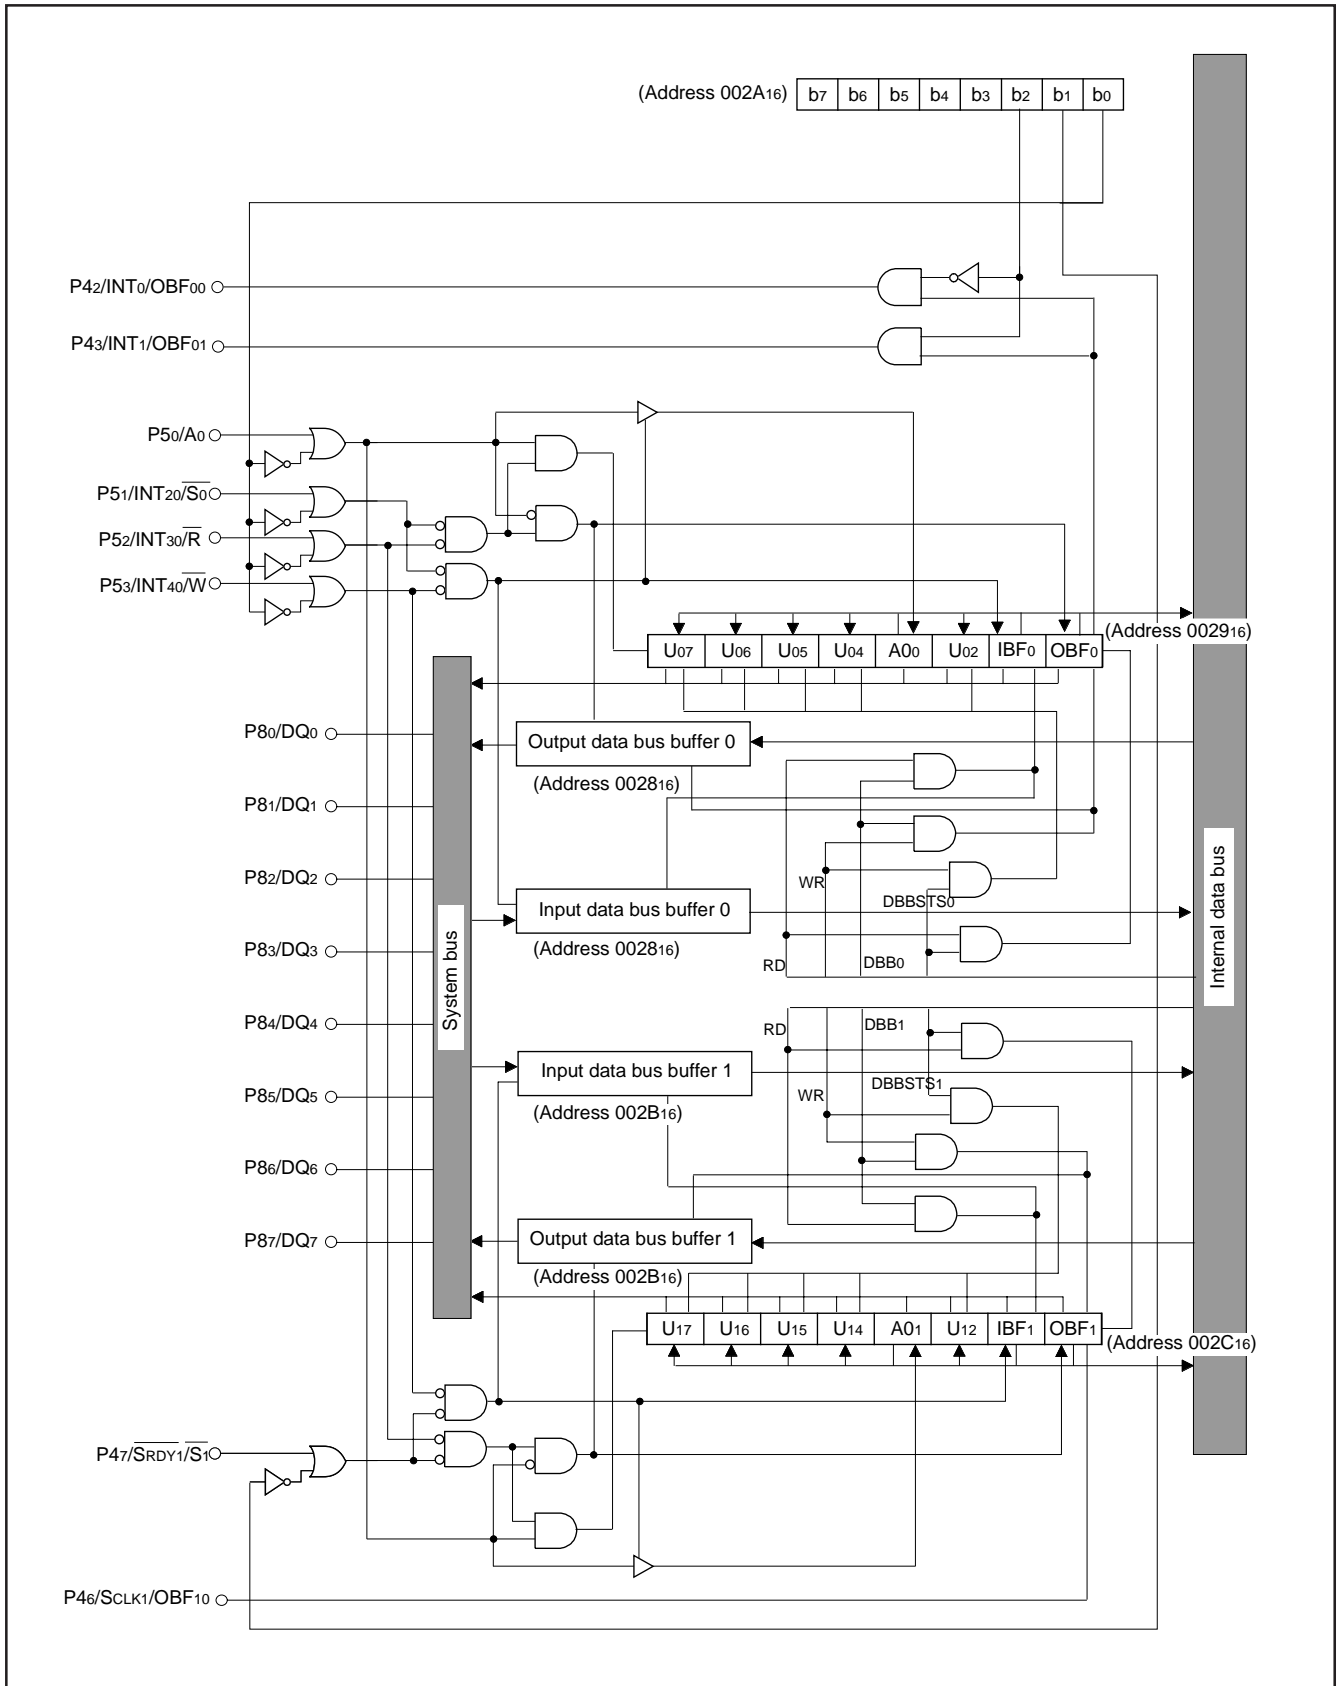 (Address 002A16) b7 b6 b5 b4 b3 b2 b1 b0
P42/INT0/OBF00
P43/INT1/OBF01
P50/A0
P51/INT20/S0
P52/INT30/R
P53/INT40/W
(Address 002916)
U07 U06 U05 U04 A00 U02 IBF0 OBF0
P80/DQ0
Output data bus buffer 0
(Address 002816)
P81/DQ1
P82/DQ2
WR
DBBSTS0
Input data bus buffer 0
(Address 002816)
P83/DQ3
RD
DBB0
System bus
Internal data bus
P84/DQ4
RD
DBB1
Input data bus buffer 1
(Address 002B16)
DBBSTS1
WR
P85/DQ5
P86/DQ6
P87/DQ7
Output data bus buffer 1
(Address 002B16)
U17 U16 U15 U14 A01 U12 IBF1 OBF1
(Address 002C16)
P47/SRDY1/S1
P46/SCLK1/OBF10